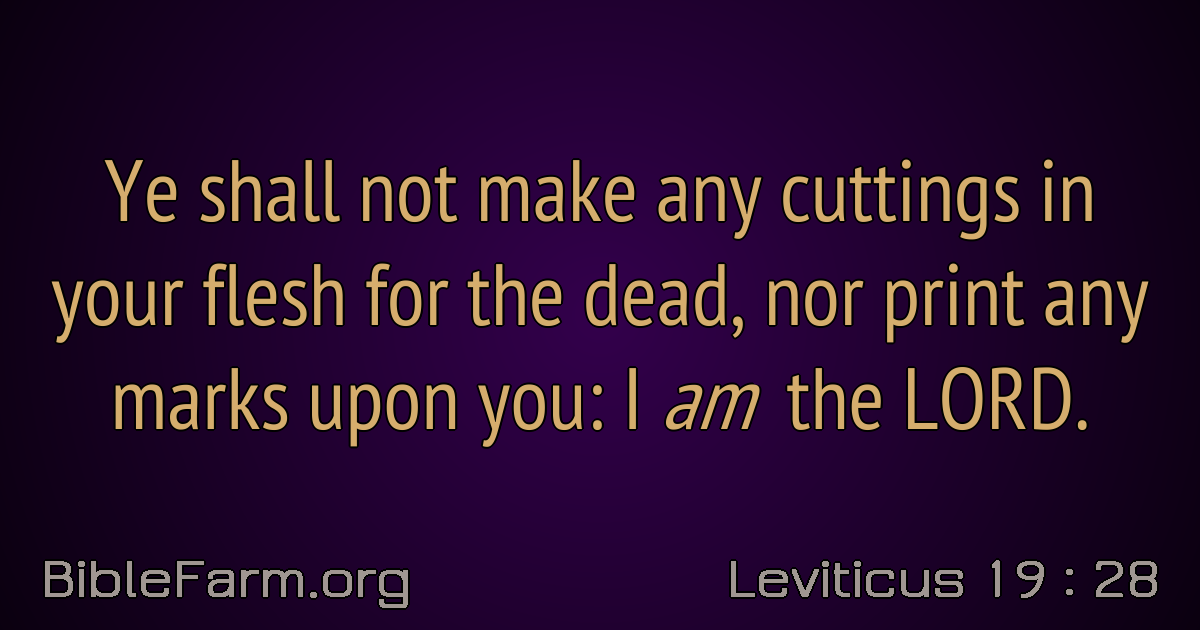 Ye shall not make any cuttings in
your flesh for the dead, nor print any
marks upon you: I am the LORD.
BibleFarm.org
Leviticus 19 : 28